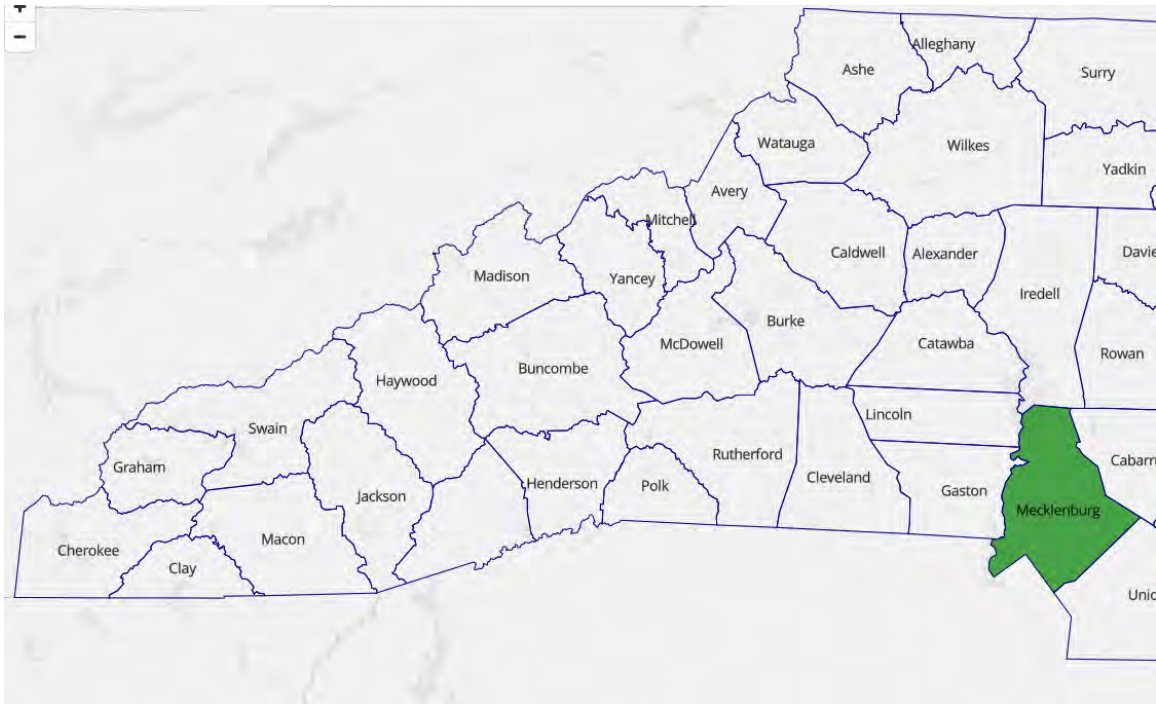 +
−
Alleghany
Ashe
Surry
Watauga
Wilkes
Yadkin
Avery
Mitchell
Caldwell
Alexander
Davie
Madison
Yancey
Iredell
Burke
McDowell
Catawba
Rowan
Buncombe
Haywood
Lincoln
Swain
Rutherford
Cabarr
Graham
Henderson
Polk
Cleveland
Gaston
Jackson
Mecklenburg
Macon
Cherokee
Clay
Unio